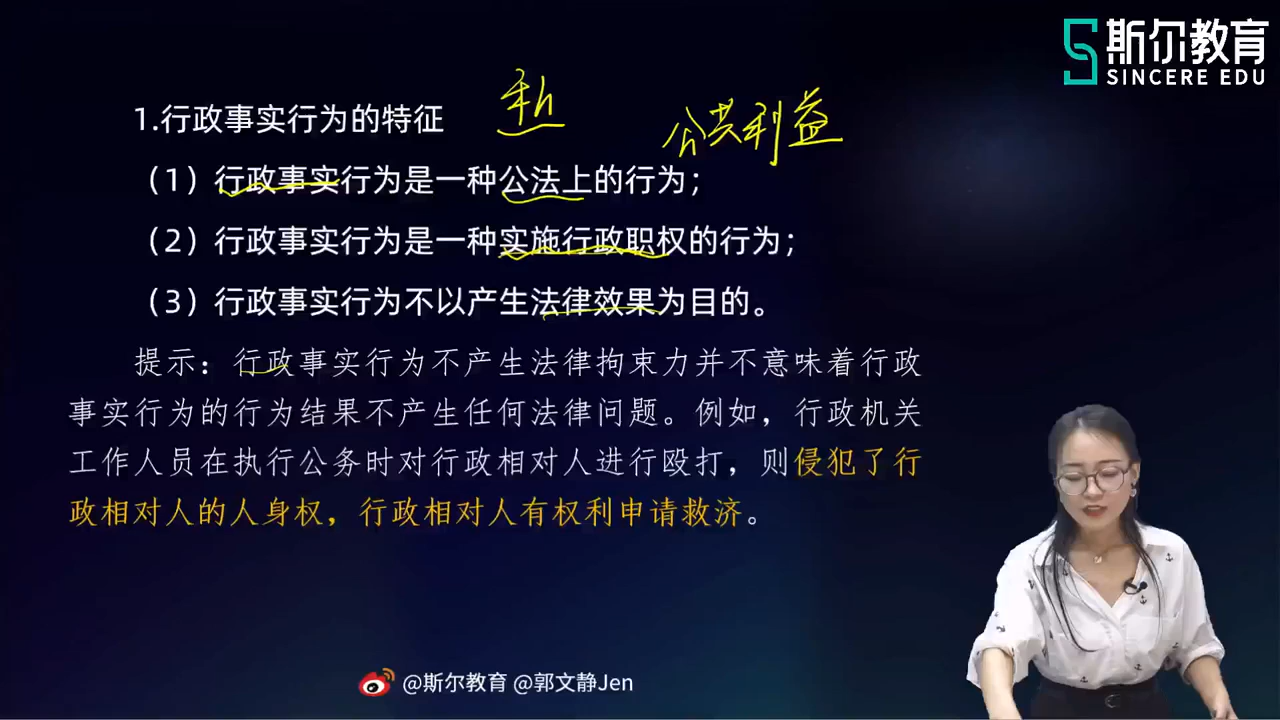 斯尔教育
SINCERE EDU
1.行政事实行为的特征
公共利益
（1）行政事实行为是一种公法上的行为；
（2）行政事实行为是一种实施行政职权的行为；
（3）行政事实行为不以产生法律效果为目的。
提示：行政事实行为不产生法律拘束力并不意味着行政
事实行为的行为结果不产生任何法律问题。例如，行政机关
工作人员在执行公务时对行政相对人进行殴打，则侵犯了行
政相对人的人身权，行政相对人有权利申请救济。
@斯尔教育 @郭文静Jen